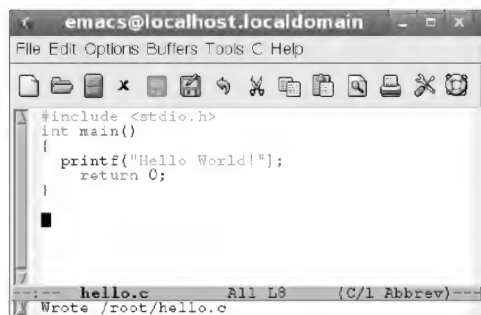 emacs@localhost.localdomain
File Edit Options Buffers Tools C Help
#include <stdio.h>
int main()
{
printf("Hello World!");
return 0;
}
--:-- hello.c All L8 (C/l Abbrev)---
Wrote /root/hello.c